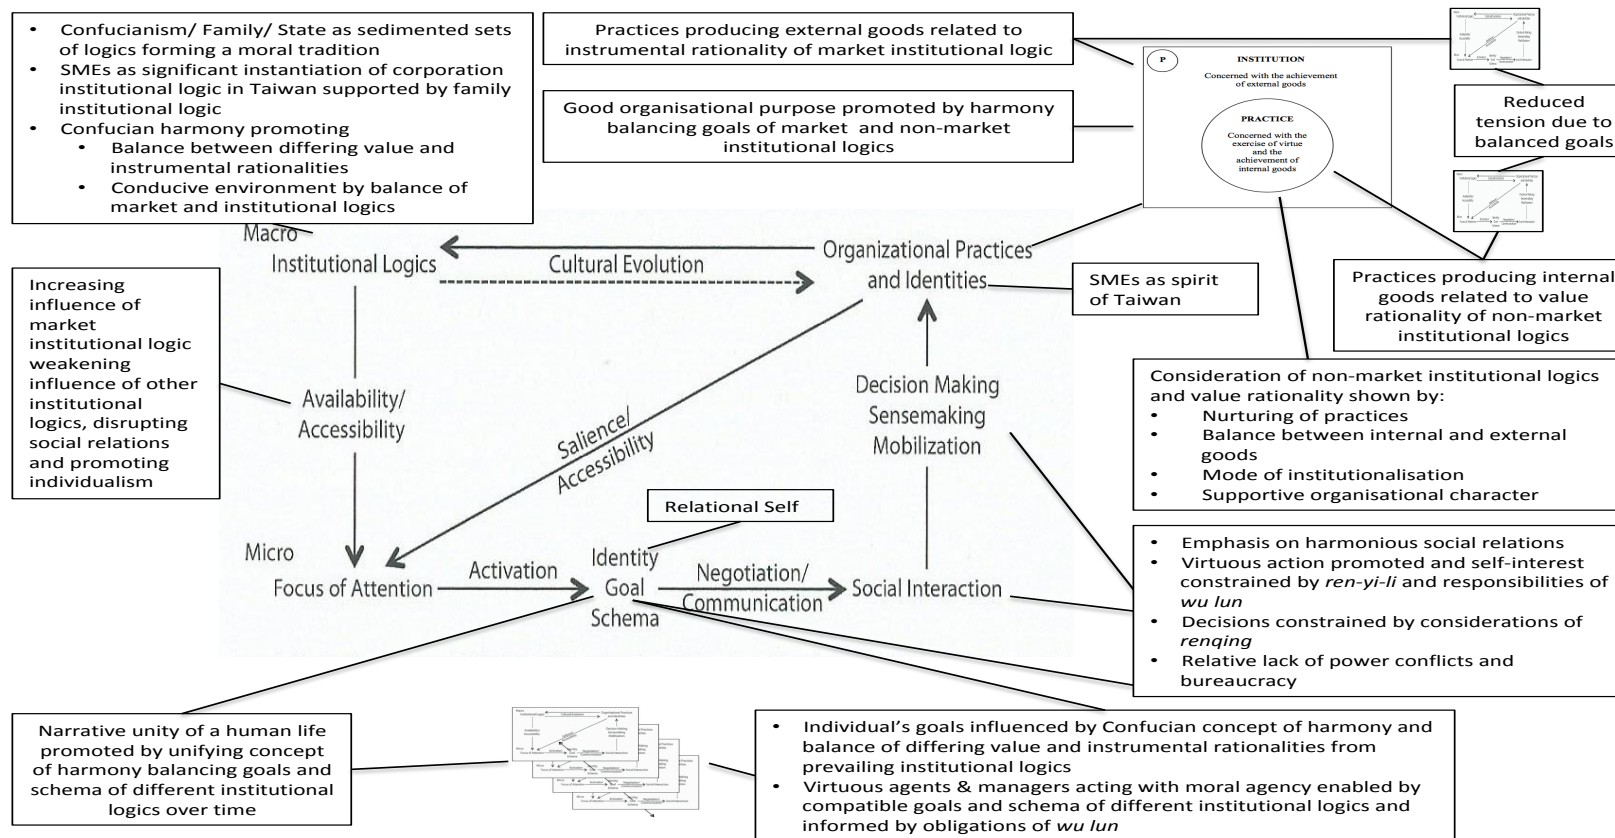 • Confucianism/ Family/ State as sedimented sets
of logics forming a moral tradition
• SMEs as significant instantiation of corporation
institutional logic in Taiwan supported by family
institutional logic
• Confucian harmony promoting
• Balance between differing value and
instrumental rationalities
• Conducive environment by balance of
market and institutional logics
Practices producing external goods related to
instrumental rationality of market institutional logic
Good organisational purpose promoted by harmony
balancing goals of market and non-market
institutional logics
P
INSTITUTION
Concerned with the achievement
of external goods
PRACTICE
Concerned with the
exercise of virtue
and the
achievement of
internal goods
Reduced
tension due to
balanced goals
Practices producing internal
goods related to value
rationality of non-market
institutional logics
Macro
Institutional Logics
Cultural Evolution
Organizational Practices
and Identities
SMEs as spirit
of Taiwan
Increasing
influence of
market
institutional logic
weakening
influence of other
institutional
logics, disrupting
social relations
and promoting
individualism
Availability/
Accessibility
Salience/
Accessibility
Decision Making
Sensemaking
Mobilization
Consideration of non-market institutional logics
and value rationality shown by:
• Nurturing of practices
• Balance between internal and external
goods
• Mode of institutionalisation
• Supportive organisational character
Relational Self
Micro
Focus of Attention
Activation
Identity
Goal
Schema
Negotiation/
Communication
Social Interaction
• Emphasis on harmonious social relations
• Virtuous action promoted and self-interest
constrained by ren-yi-li and responsibilities of
wu lun
• Decisions constrained by considerations of
renqing
• Relative lack of power conflicts and
bureaucracy
Narrative unity of a human life
promoted by unifying concept
of harmony balancing goals and
schema of different institutional
logics over time
• Individual's goals influenced by Confucian concept of harmony and
balance of differing value and instrumental rationalities from
prevailing institutional logics
• Virtuous agents & managers acting with moral agency enabled by
compatible goals and schema of different institutional logics and
informed by obligations of wu lun